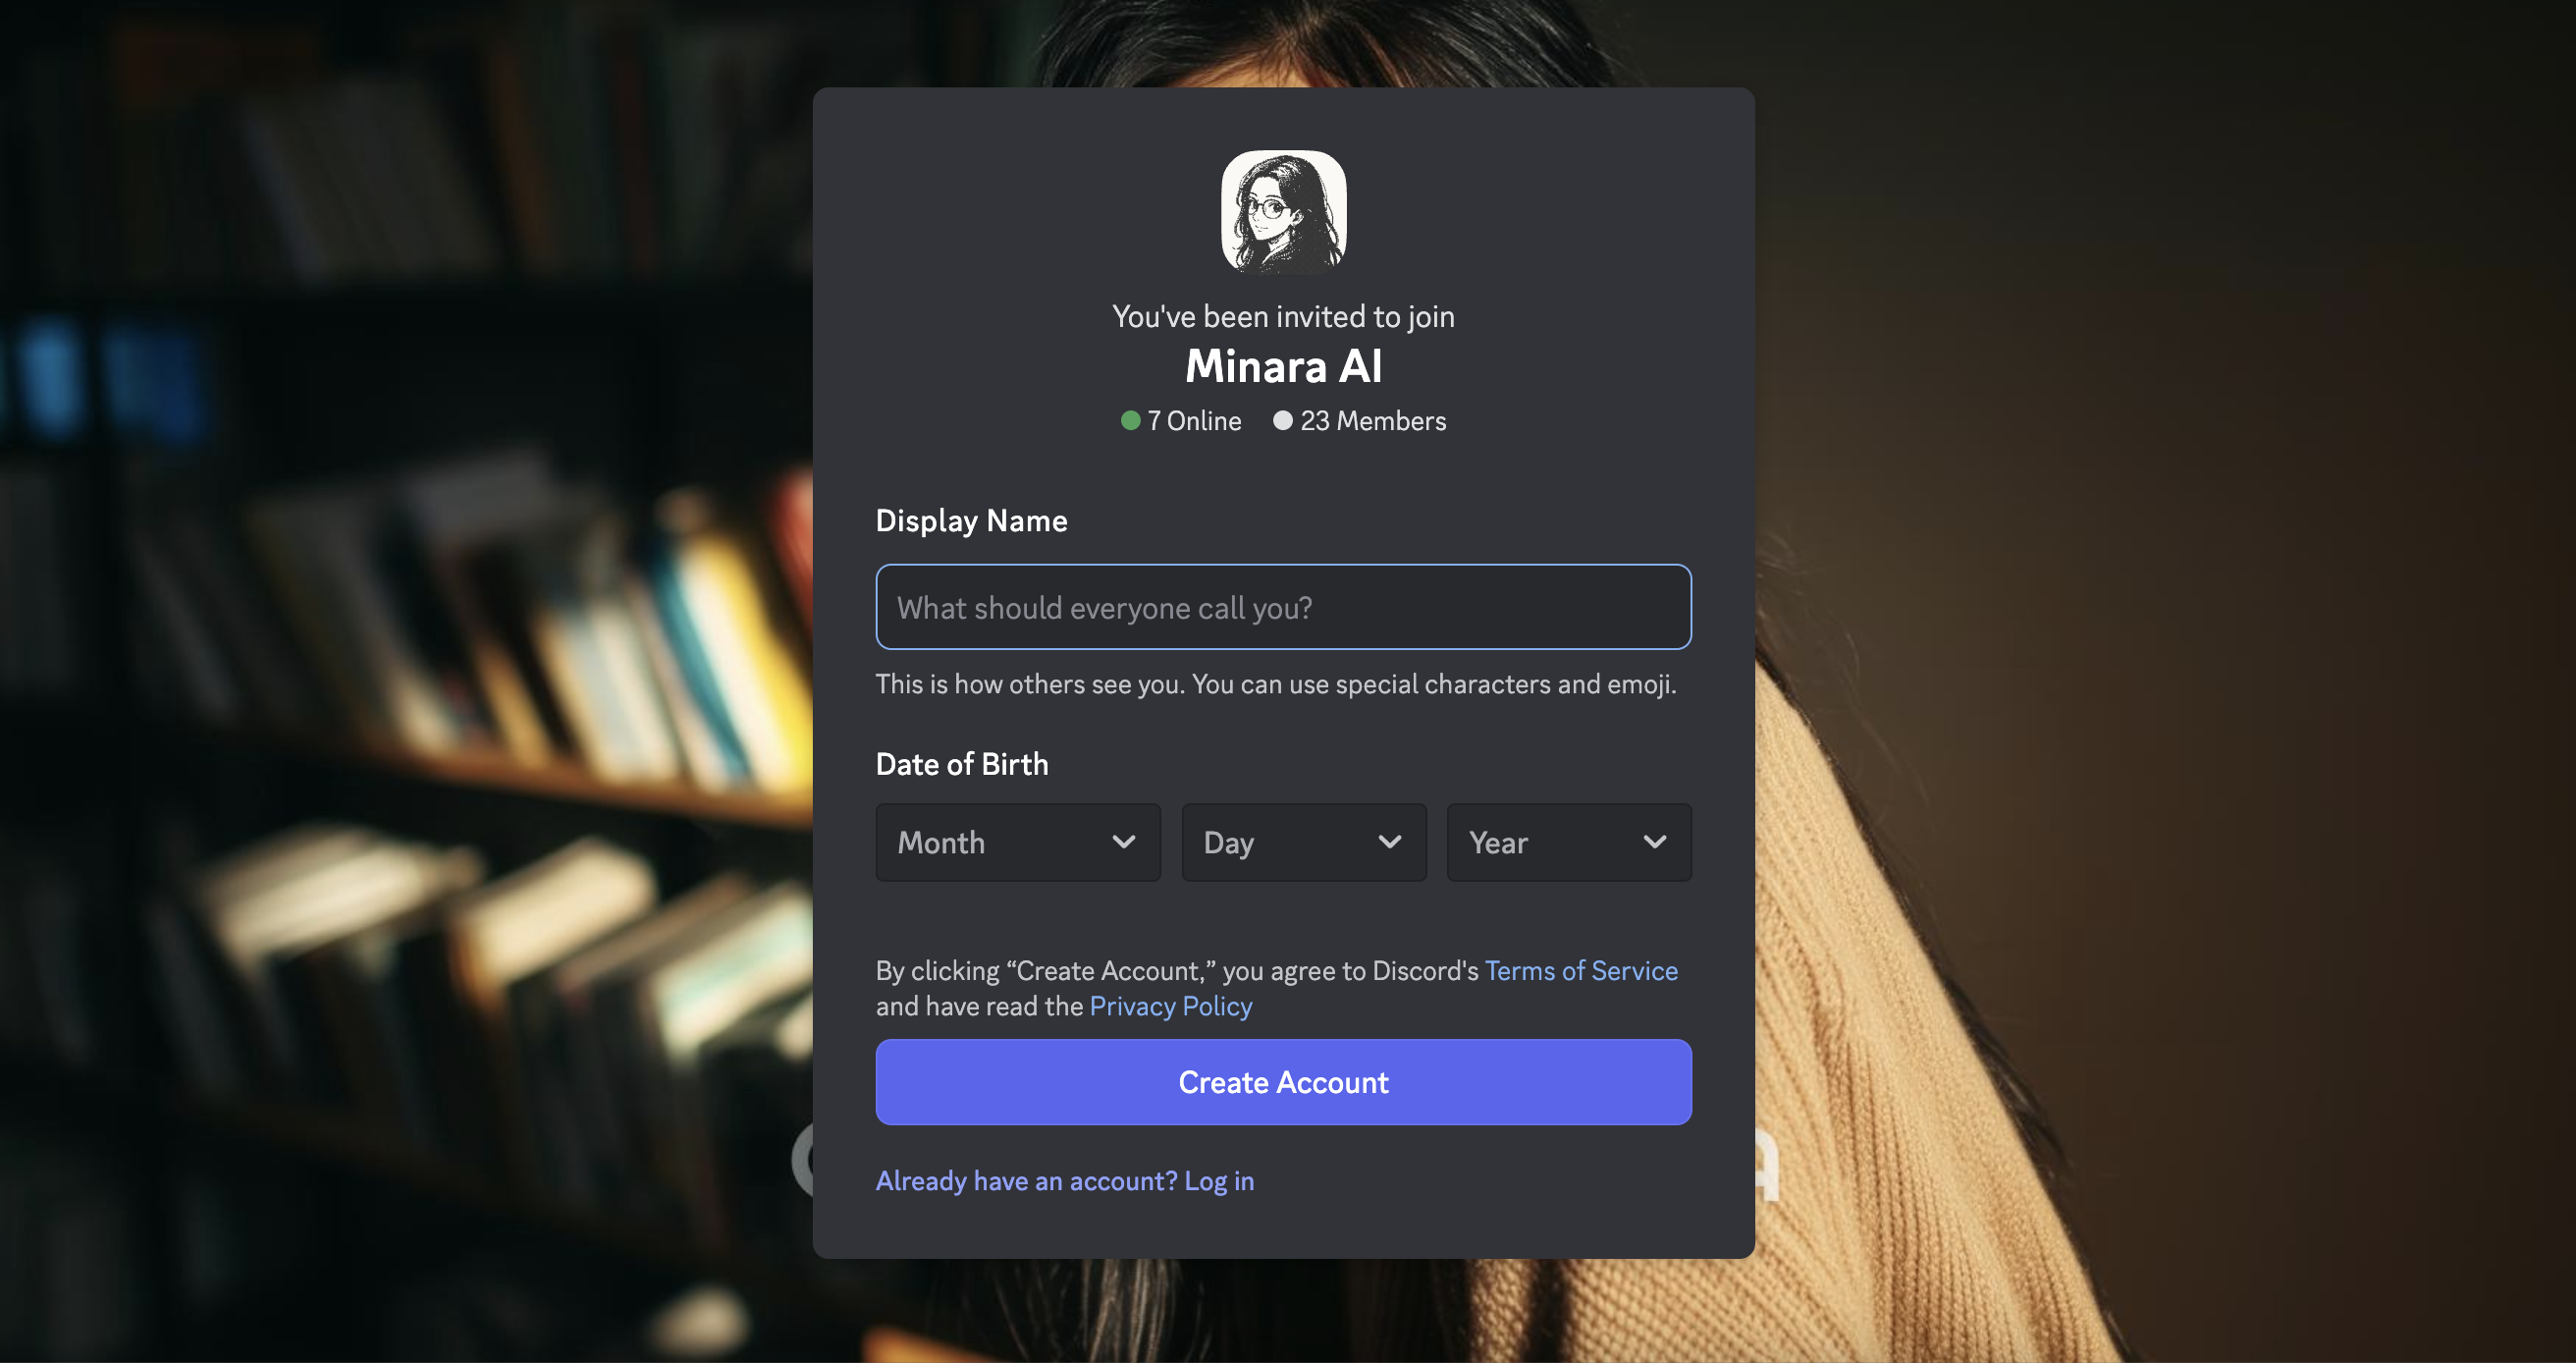 You've been invited to join
Minara AI
7 Online 23 Members
Display Name
What should everyone call you?
This is how others see you. You can use special characters and emoji.
Date of Birth
Month Day Year
By clicking “Create Account,” you agree to Discord's Terms of Service
and have read the Privacy Policy
Create Account
Already have an account? Log in